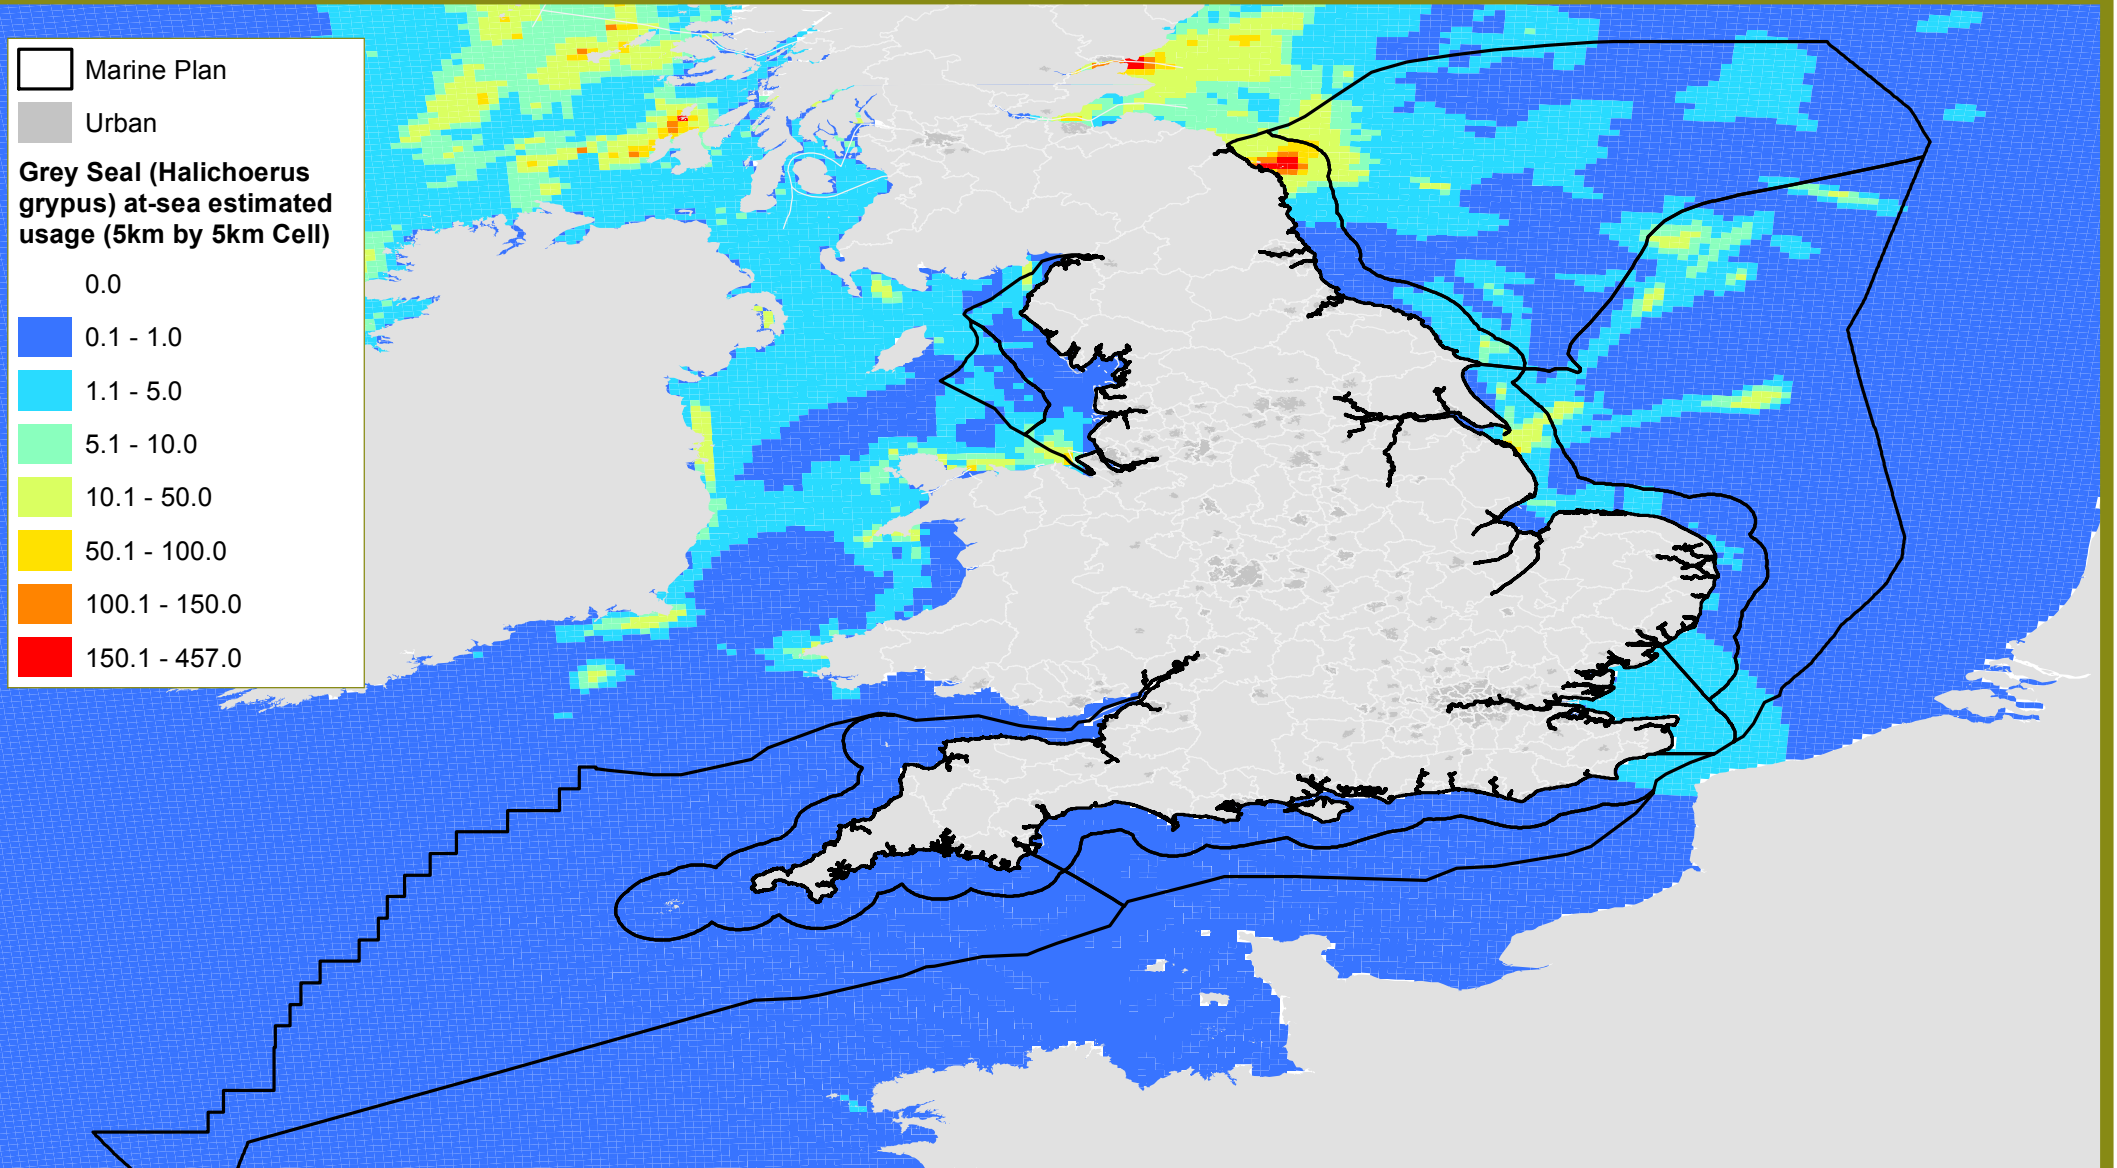 Marine Plan
Urban
Grey Seal (Halichoerus
grypus) at-sea estimated
usage (5km by 5km Cell)
0.0
0.1 - 1.0
1.1 - 5.0
5.1 - 10.0
10.1 - 50.0
50.1 - 100.0
100.1 - 150.0
150.1 - 457.0